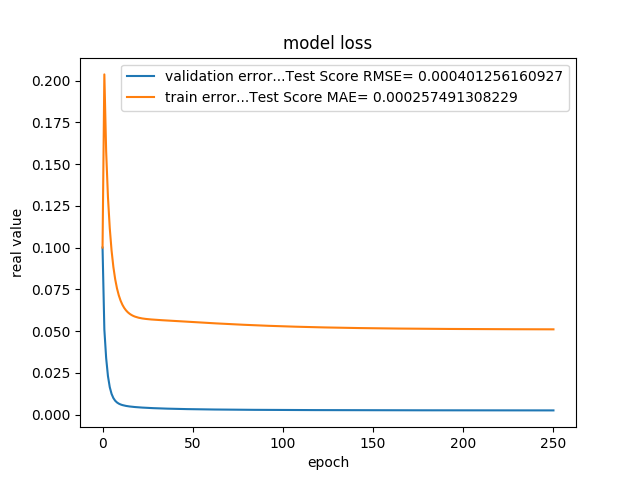 model loss
validation error...Test Score RMSE= 0.000401256160927
train error...Test Score MAE= 0.000257491308229
real value
0.200
0.175
0.150
0.125
0.100
0.075
0.050
0.025
0.000
0 50 100 150 200 250
epoch